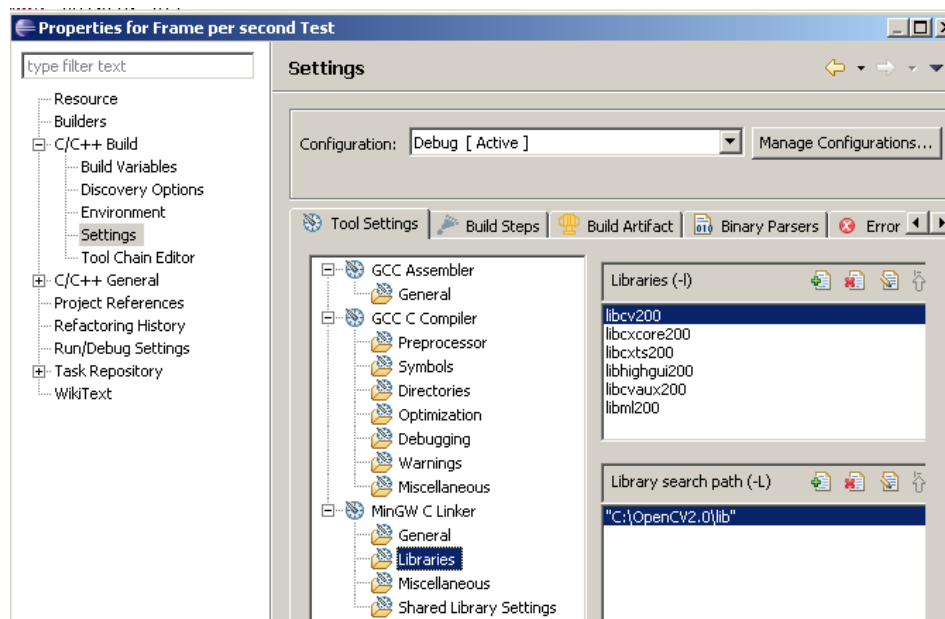 Properties for Frame per second Test
type filter text
Resource
Builders
C/C++ Build
Build Variables
Discovery Options
Environment
Settings
Tool Chain Editor
C/C++ General
Project References
Refactoring History
Run/Debug Settings
Task Repository
WikiText
Settings
Configuration: Debug [ Active ] Manage Configurations...
Tool Settings Build Steps Build Artifact Binary Parsers Error
GCC Assembler
General
GCC C Compiler
Preprocessor
Symbols
Directories
Optimization
Debugging
Warnings
Miscellaneous
MinGW C Linker
General
Libraries
Miscellaneous
Shared Library Settings
Libraries (-l)
libcv200
libcxcore200
libcxts200
libhighgui200
libcvaux200
libml200
Library search path (-L)
"C:\OpenCV2.0\lib"